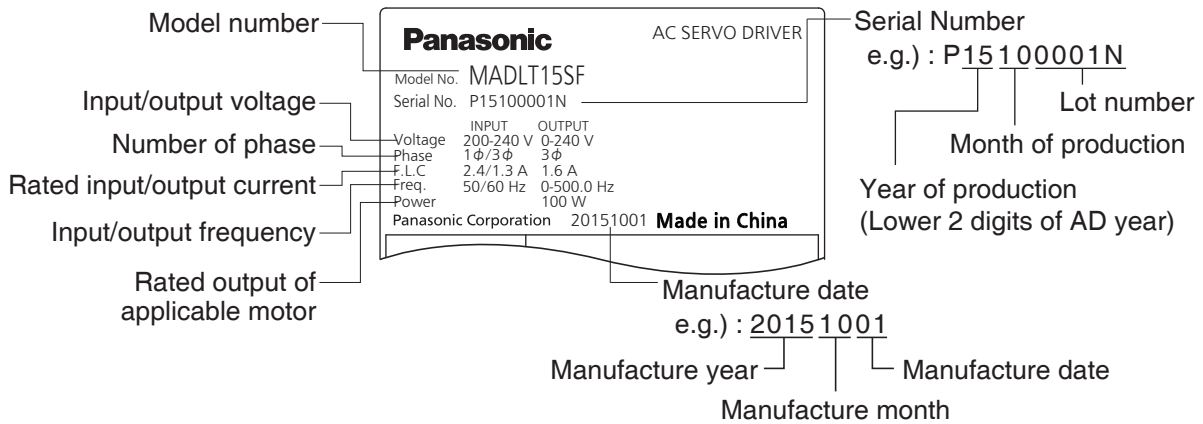 Model number
Input/output voltage
Number of phase
Rated input/output current
Input/output frequency
Rated output of
applicable motor
Panasonic AC SERVO DRIVER
Model No. MADLT15SF
Serial No. P15100001N
INPUT OUTPUT
Voltage 200-240 V 0-240 V
Phase 1ϕ/3ϕ 3ϕ
F.L.C 2.4/1.3 A 1.6 A
Freq. 50/60 Hz 0-500.0 Hz
Power 100 W
Panasonic Corporation 20151001 Made in China
Serial Number
e.g.) : P15100001N
Lot number
Month of production
Year of production
(Lower 2 digits of AD year)
Manufacture date
e.g.) : 20151001
Manufacture year
Manufacture date
Manufacture month